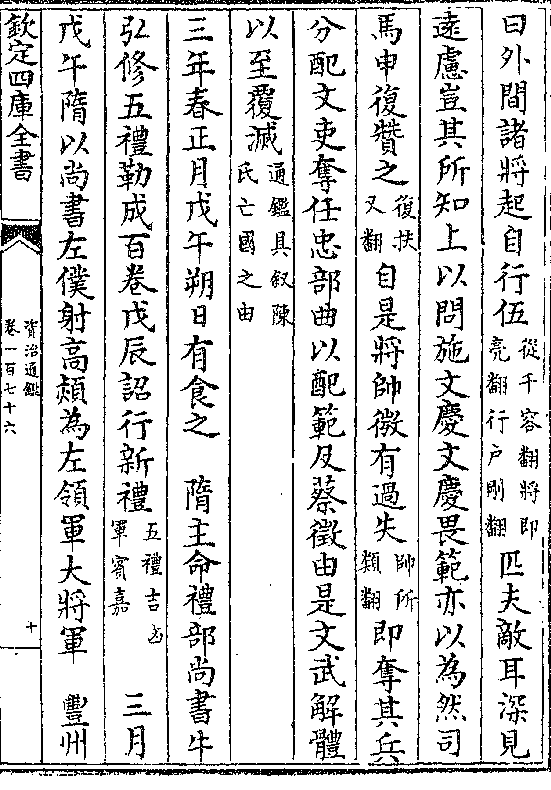 曰外間諸將起自行伍從千容翻將即亮翻行户剛翻匹夫敵耳深見
逺慮豈其所知上以問施文慶文慶畏範亦以為然司
馬申復贊之復扶又翻自是將帥微有過失帥所類翻即奪其兵
分配文吏奪任忠部曲以配範及蔡徵由是文武解體
以至覆滅通鑑具叙陳氏亡國之由
三年春正月戊午朔日有食之　隋主命禮部尚書牛
弘修五禮勒成百卷戊辰詔行新禮五禮吉凶軍賓嘉　三月
戊午隋以尚書左僕射高熲為左領軍大將軍　豐州
欽定四庫全書
資治通鑑
卷一百七十六
十